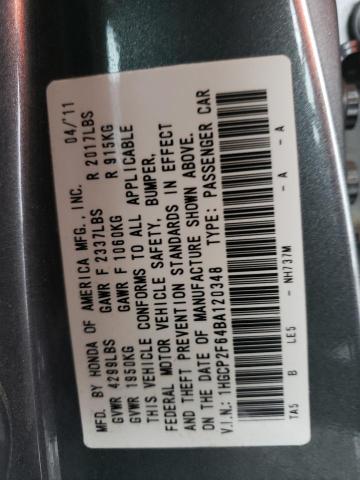 MFD. BY HONDA OF AMERICA MFG., INC. 04/'11
GVWR 4299LBS GAWR F 2337LBS R 2017LBS
GVWR 1950KG GAWR F 1060KG R 915KG
THIS VEHICLE CONFORMS TO ALL APPLICABLE
FEDERAL MOTOR VEHICLE SAFETY, BUMPER,
AND THEFT PREVENTION STANDARDS IN EFFECT
ON THE DATE OF MANUFACTURE SHOWN ABOVE.
V.I.N.: 1HGCP2F64BA120348 TYPE: PASSENGER CAR
TA5 B LE5 - NH737M - A - A